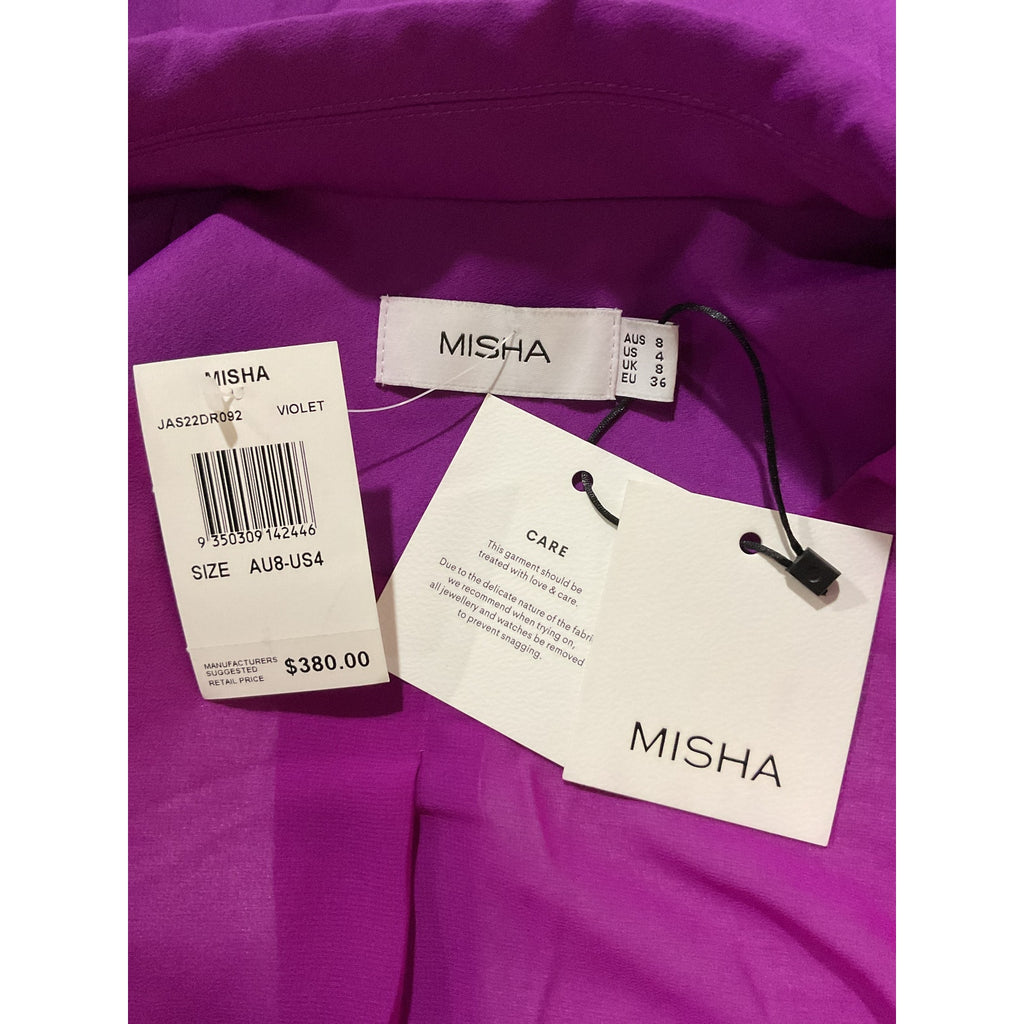 MISHA
AUS 8
US 4
UK 8
EU 36
MISHA
JAS22DR092 VIOLET
9 350309 142446
SIZE AU8-US4
MANUFACTURERS
SUGGESTED
RETAIL PRICE
$380.00
CARE
This garment should be
treated with love & care.
Due to the delicate nature of the fabri
we recommend when trying on,
all jewellery and watches be removed
to prevent snagging.
MISHA